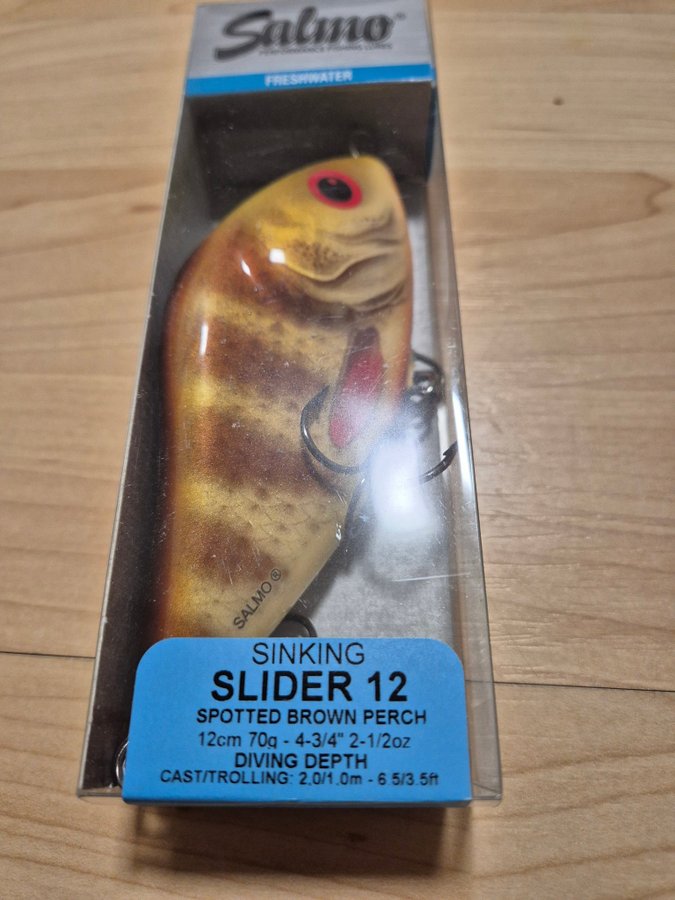 Salmo®
PERFORMANCE FISHING LURES
FRESHWATER
SALMO®
SINKING
SLIDER 12
SPOTTED BROWN PERCH
12cm 70g - 4-3/4" 2-1/2oz
DIVING DEPTH
CAST/TROLLING: 2,0/1.0m - 6.5/3.5ft